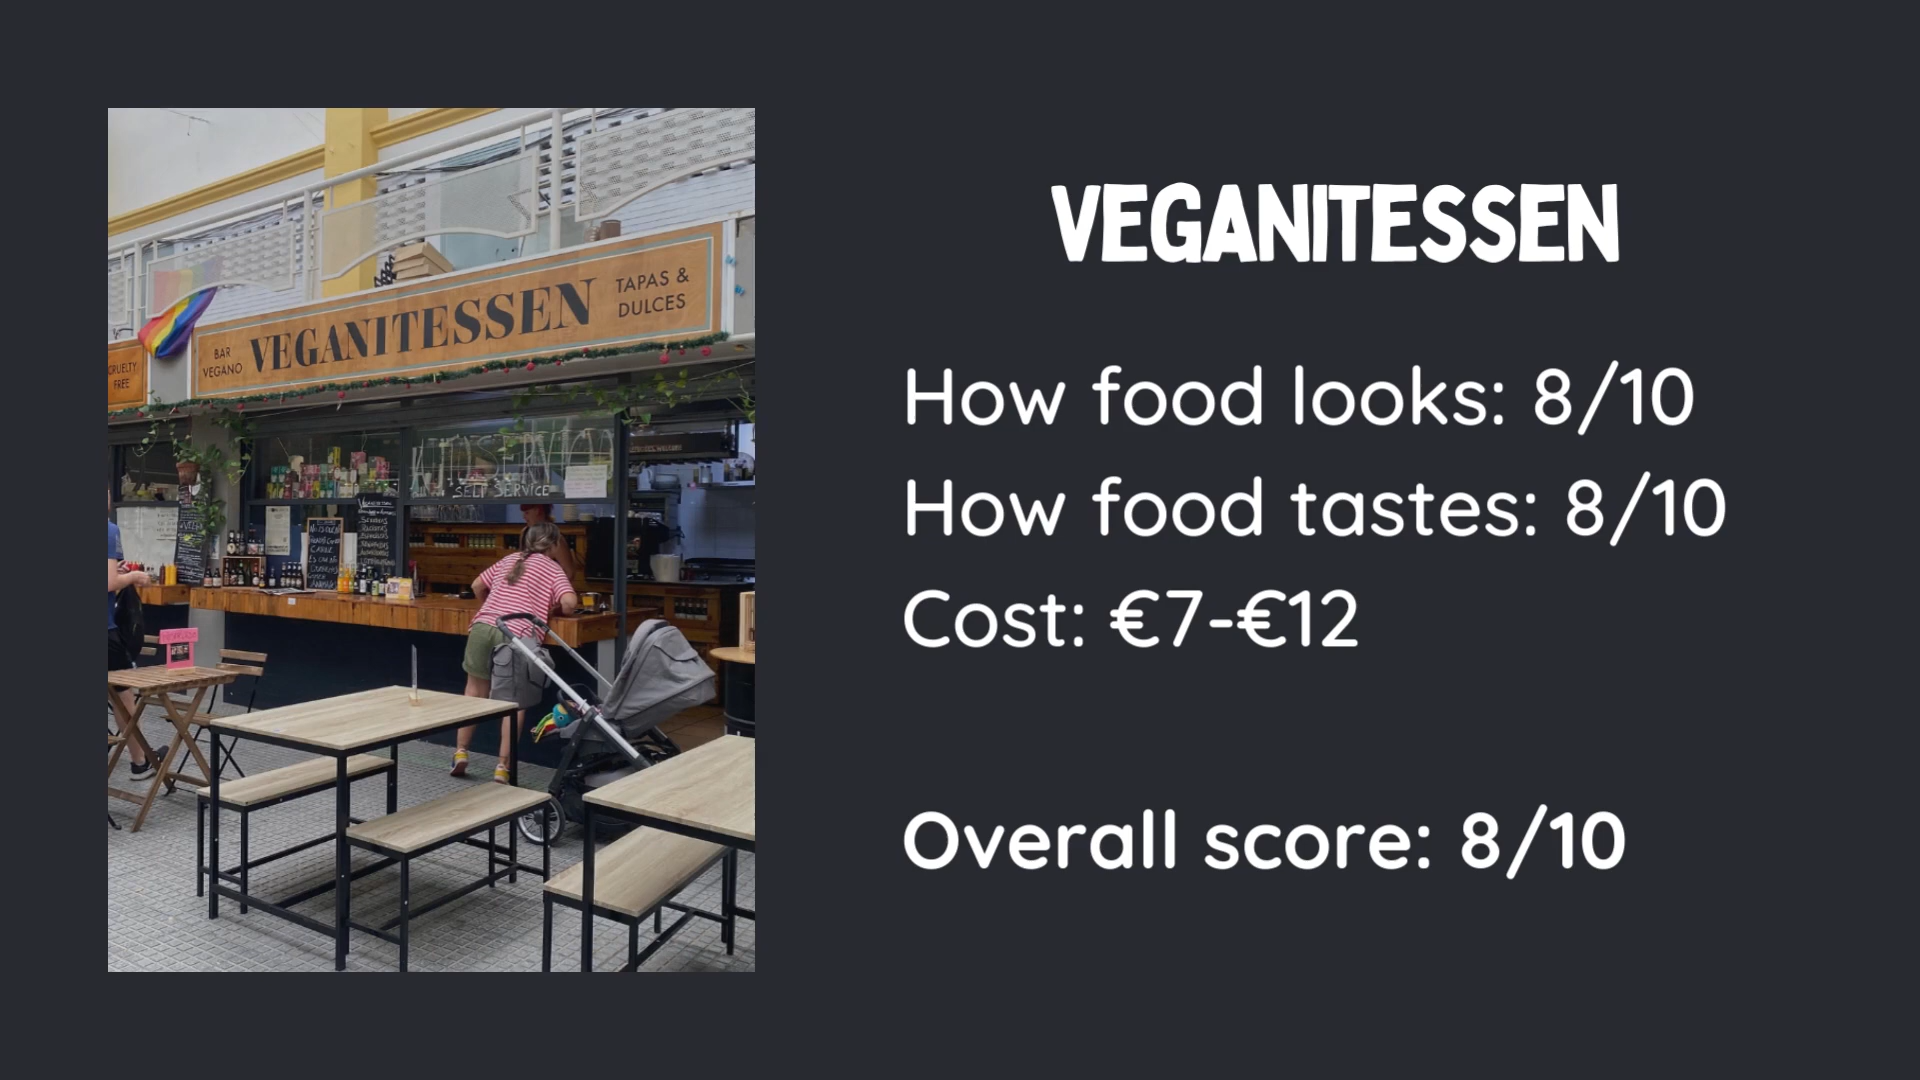 BAR
VEGANO
VEGANITESSEN
TAPAS &
DULCES
CRUELTY
FREE
SELF SERVICE
VEGANITESSEN
How food looks: 8/10
How food tastes: 8/10
Cost: €7-€12
Overall score: 8/10